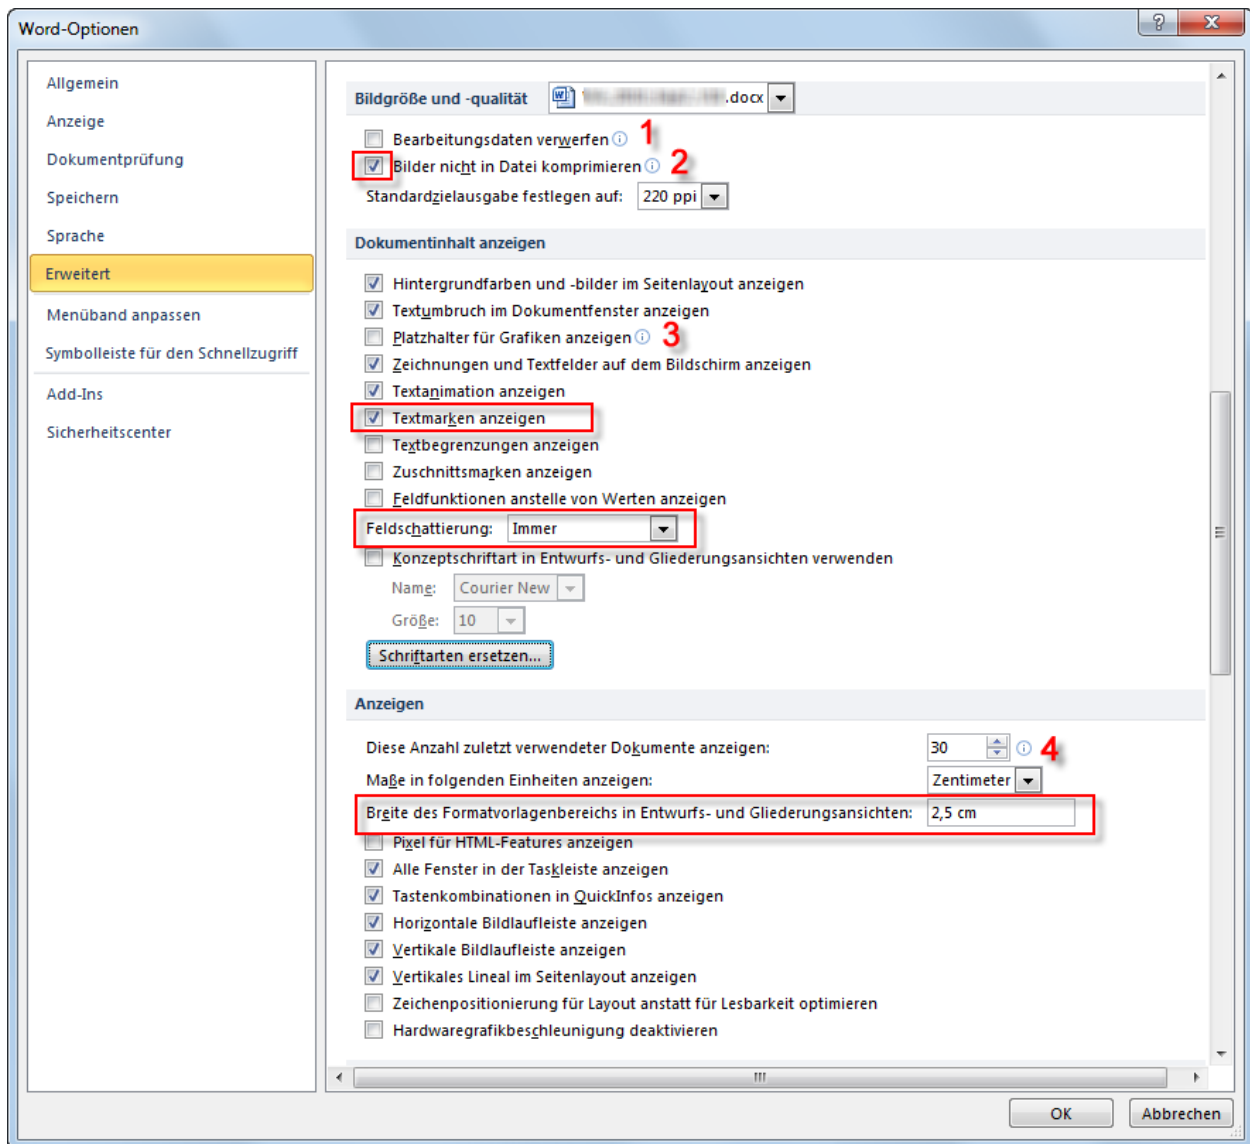 Word-Optionen
Allgemein
Anzeige
Dokumentprüfung
Speichern
Sprache
Erweitert
Menüband anpassen
Symbolleiste für den Schnellzugriff
Add-Ins
Sicherheitscenter
Bildgröße und -qualität .docx
Bearbeitungsdaten verwerfen 1
Bilder nicht in Datei komprimieren 2
Standardzielausgabe festlegen auf: 220 ppi
Dokumentinhalt anzeigen
Hintergrundfarben und -bilder im Seitenlayout anzeigen
Textumbruch im Dokumentfenster anzeigen
Platzhalter für Grafiken anzeigen 3
Zeichnungen und Textfelder auf dem Bildschirm anzeigen
Textanimation anzeigen
Textmarken anzeigen
Textbegrenzungen anzeigen
Zuschnittsmarken anzeigen
Feldfunktionen anstelle von Werten anzeigen
Feldschattierung: Immer
Konzeptschriftart in Entwurfs- und Gliederungsansichten verwenden
Name: Courier New
Größe: 10
Schriftarten ersetzen...
Anzeigen
Diese Anzahl zuletzt verwendeter Dokumente anzeigen: 30 4
Maße in folgenden Einheiten anzeigen: Zentimeter
Breite des Formatvorlagenbereichs in Entwurfs- und Gliederungsansichten: 2,5 cm
Pixel für HTML-Features anzeigen
Alle Fenster in der Taskleiste anzeigen
Tastenkombinationen in QuickInfos anzeigen
Horizontale Bildlaufleiste anzeigen
Vertikale Bildlaufleiste anzeigen
Vertikales Lineal im Seitenlayout anzeigen
Zeichenpositionierung für Layout anstatt für Lesbarkeit optimieren
Hardwaregrafikbeschleunigung deaktivieren
OK Abbrechen